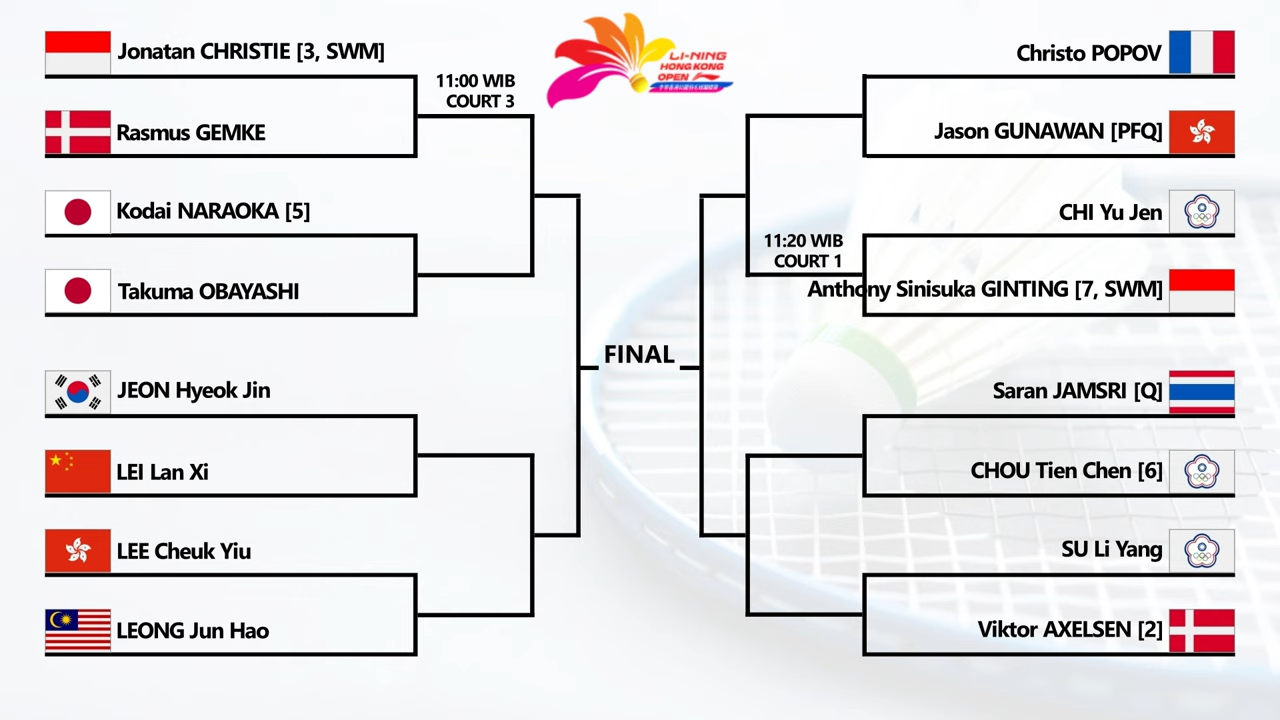 Jonatan CHRISTIE [3, SWM]
11:00 WIB
COURT 3
Rasmus GEMKE
Kodai NARAOKA [5]
Takuma OBAYASHI
JEON Hyeok Jin
LEI Lan Xi
LEE Cheuk Yiu
LEONG Jun Hao
LI-NING
HONG KONG
OPEN
FINAL
Christo POPOV
Jason GUNAWAN [PFQ]
CHI Yu Jen
11:20 WIB
COURT 1
Anthony Sinisuka GINTING [7, SWM]
Saran JAMSRI [Q]
CHOU Tien Chen [6]
SU Li Yang
Viktor AXELSEN [2]